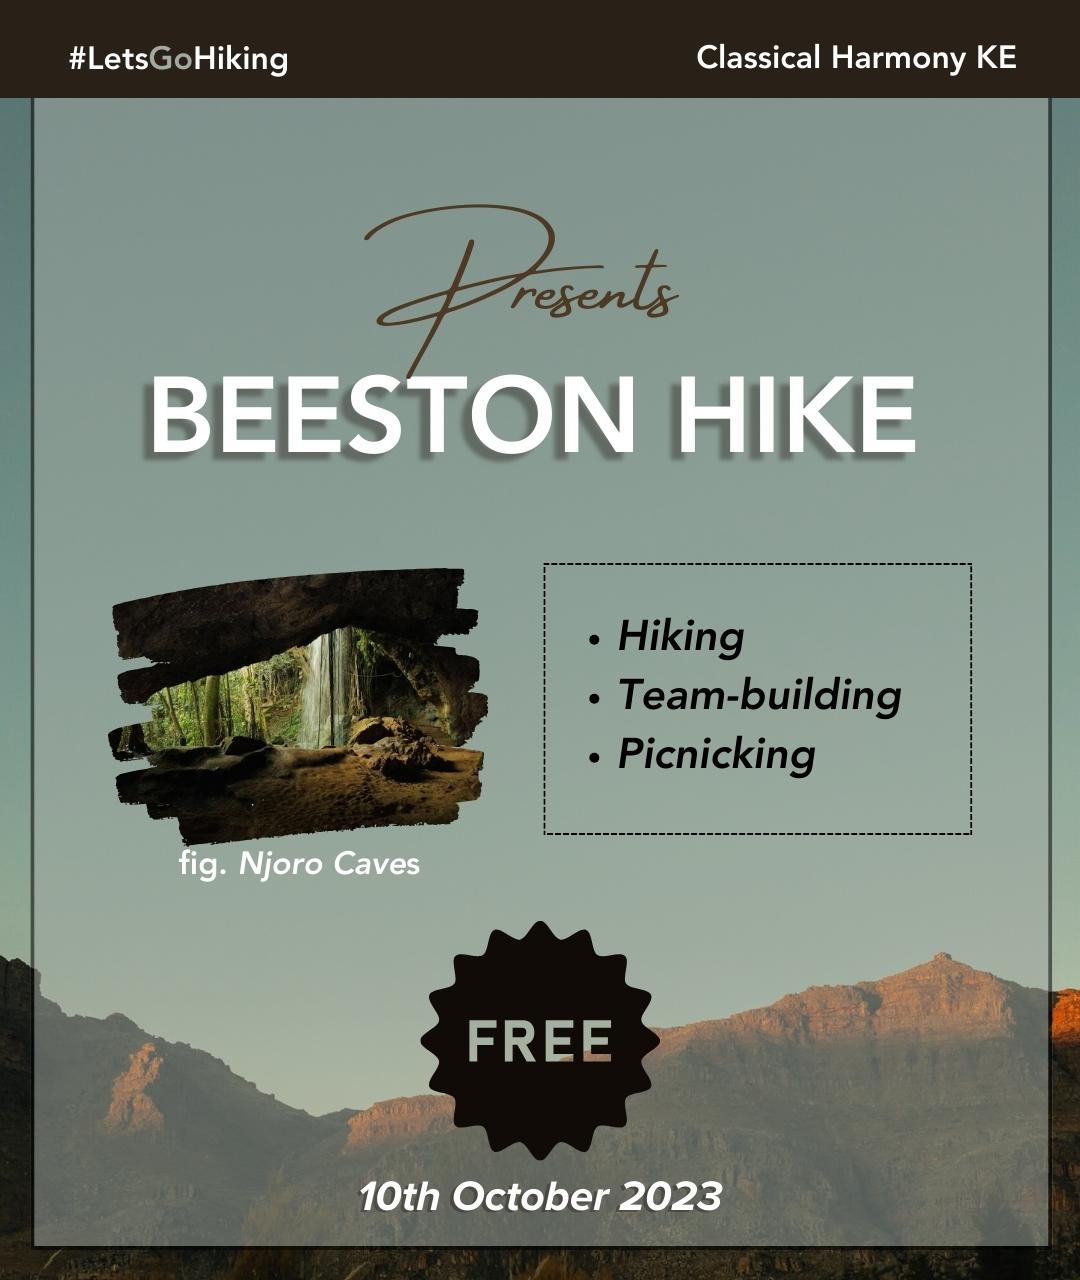 #LetsGoHiking
Classical Harmony KE
Presents
BEESTON HIKE
• Hiking
• Team-building
• Picnicking
fig. Njoro Caves
FREE
10th October 2023